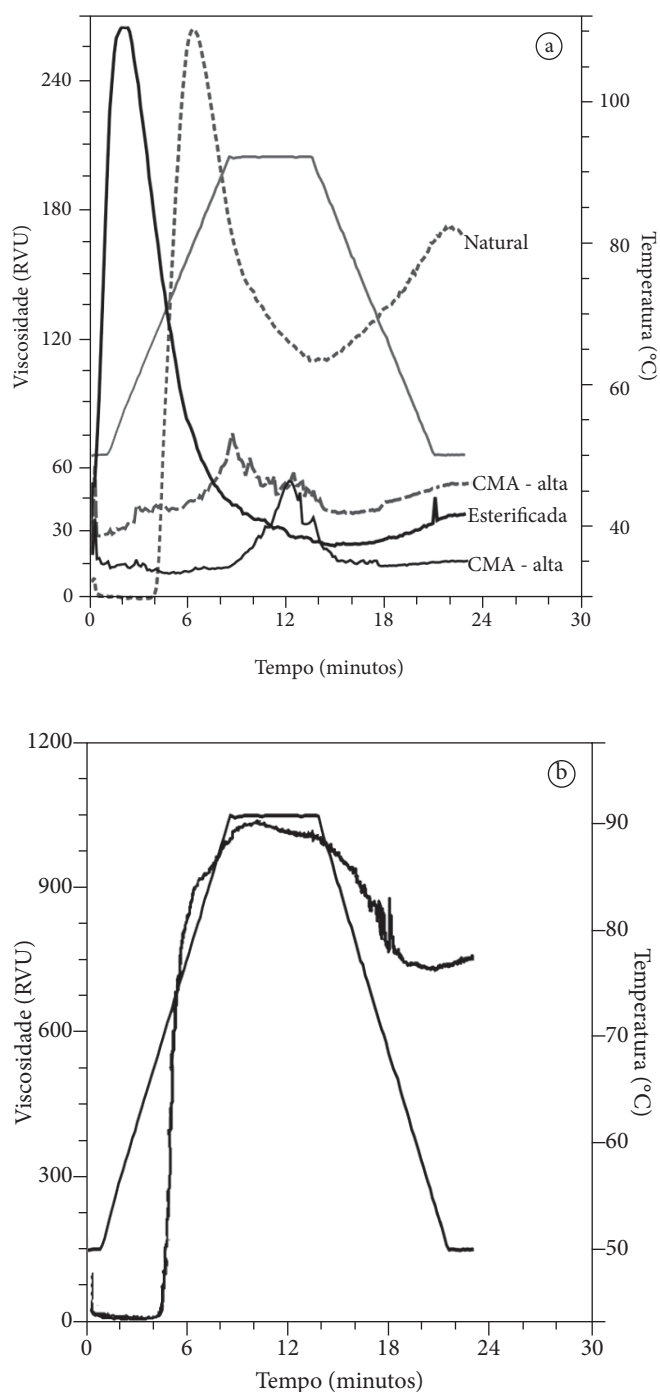 a
240
180
120
60
30
0
Viscosidade (RVU)
100
80
60
40
Temperatura (°C)
Natural
CMA - alta
Esterificada
CMA - alta
0
6
12
18
24
30
Tempo (minutos)
b
1200
900
600
300
0
Viscosidade (RVU)
90
80
70
60
50
Temperatura (°C)
0
6
12
18
24
30
Tempo (minutos)